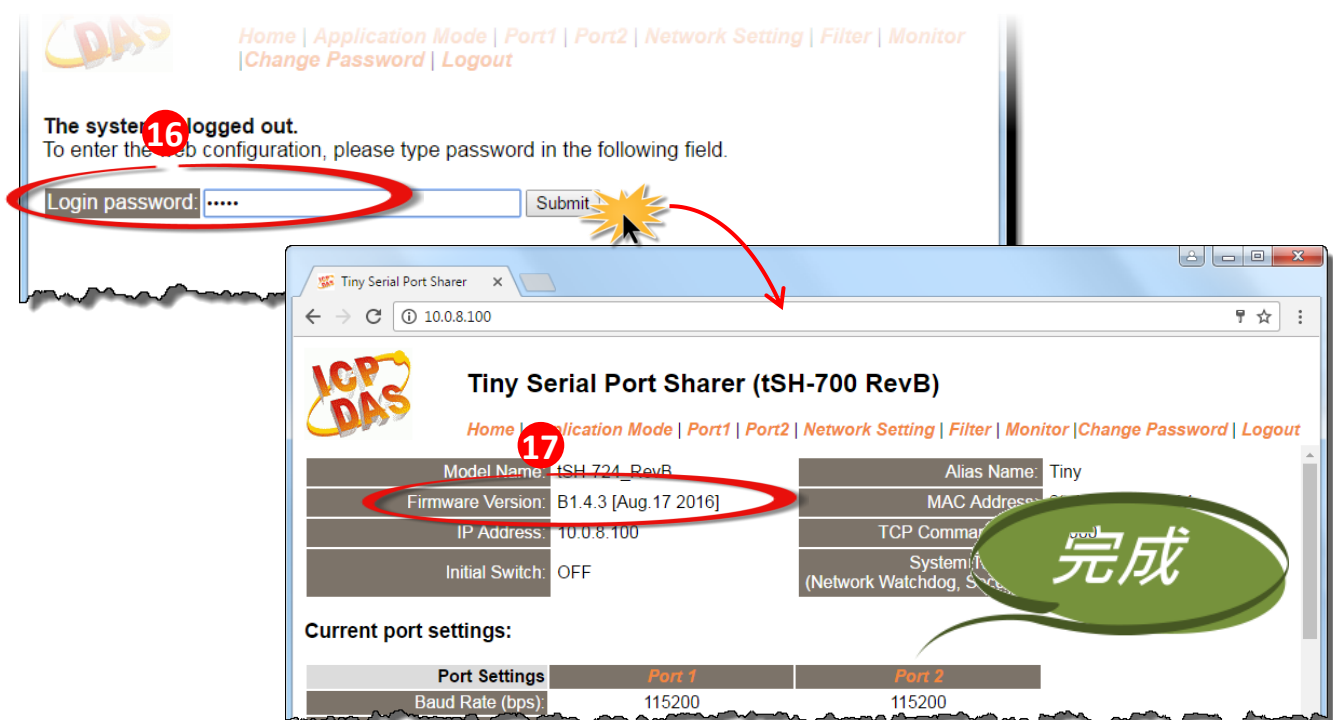 ICP DAS
Home | Application Mode | Port1 | Port2 | Network Setting | Filter | Monitor
|Change Password | Logout
The system logged out.
16
To enter the web configuration, please type password in the following field.
Login password: •••••
Submit
Tiny Serial Port Sharer
10.0.8.100
ICP DAS
Tiny Serial Port Sharer (tSH-700 RevB)
Home | Application Mode | Port1 | Port2 | Network Setting | Filter | Monitor |Change Password | Logout
17
Model Name: tSH-724_RevB Alias Name: Tiny
Firmware Version: B1.4.3 [Aug.17 2016] MAC Address:
IP Address: 10.0.8.100 TCP Comma
Initial Switch: OFF System
(Network Watchdog,
完成
Current port settings:
Port Settings Port 1 Port 2
Baud Rate (bps): 115200 115200